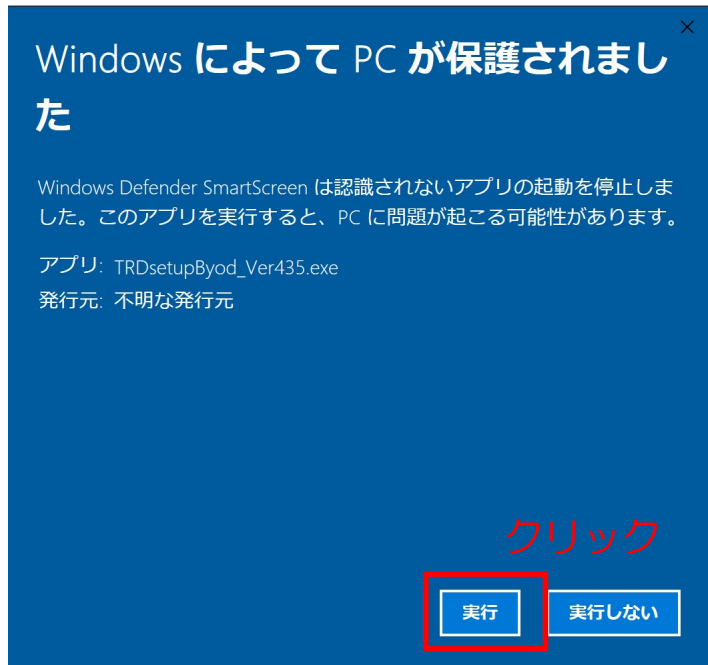 Windows によって PC が保護されまし
た
Windows Defender SmartScreen は認識されないアプリの起動を停止しま
した。このアプリを実行すると、PC に問題が起こる可能性があります。
アプリ: TRDsetupByod_Ver435.exe
発行元: 不明な発行元
クリック
実行 実行しない